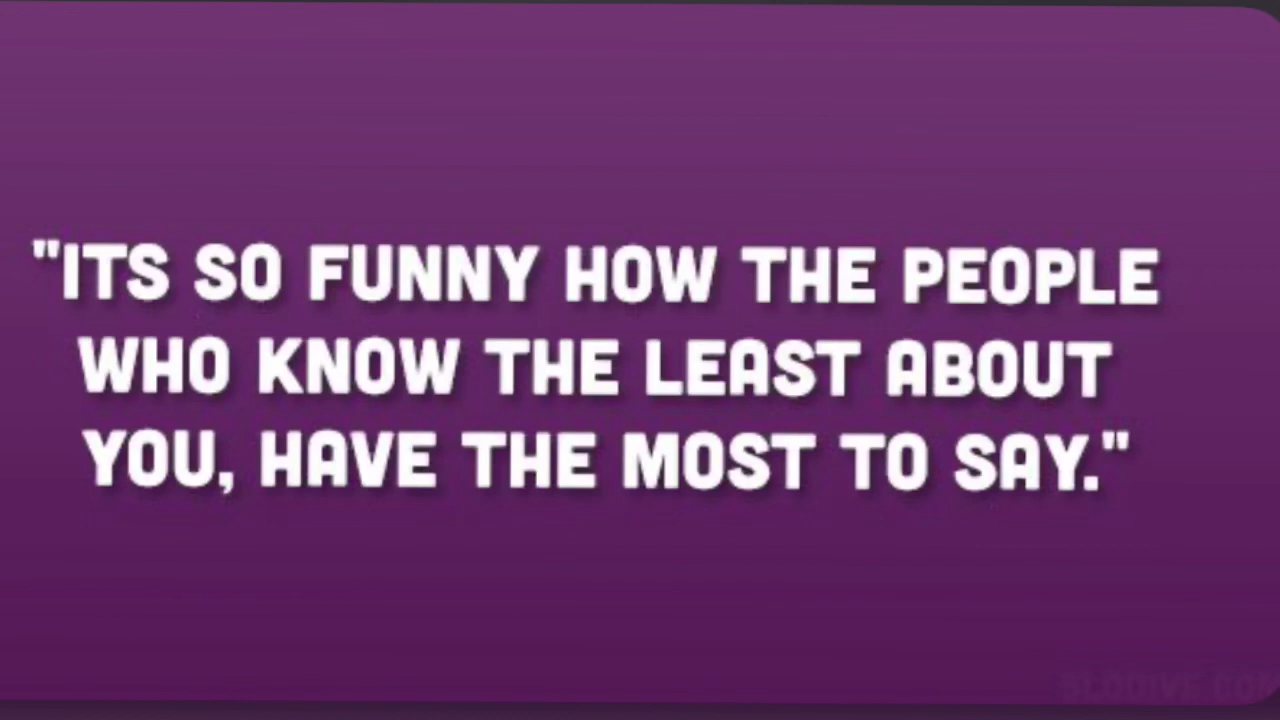 "ITS SO FUNNY HOW THE PEOPLE
WHO KNOW THE LEAST ABOUT
YOU, HAVE THE MOST TO SAY."